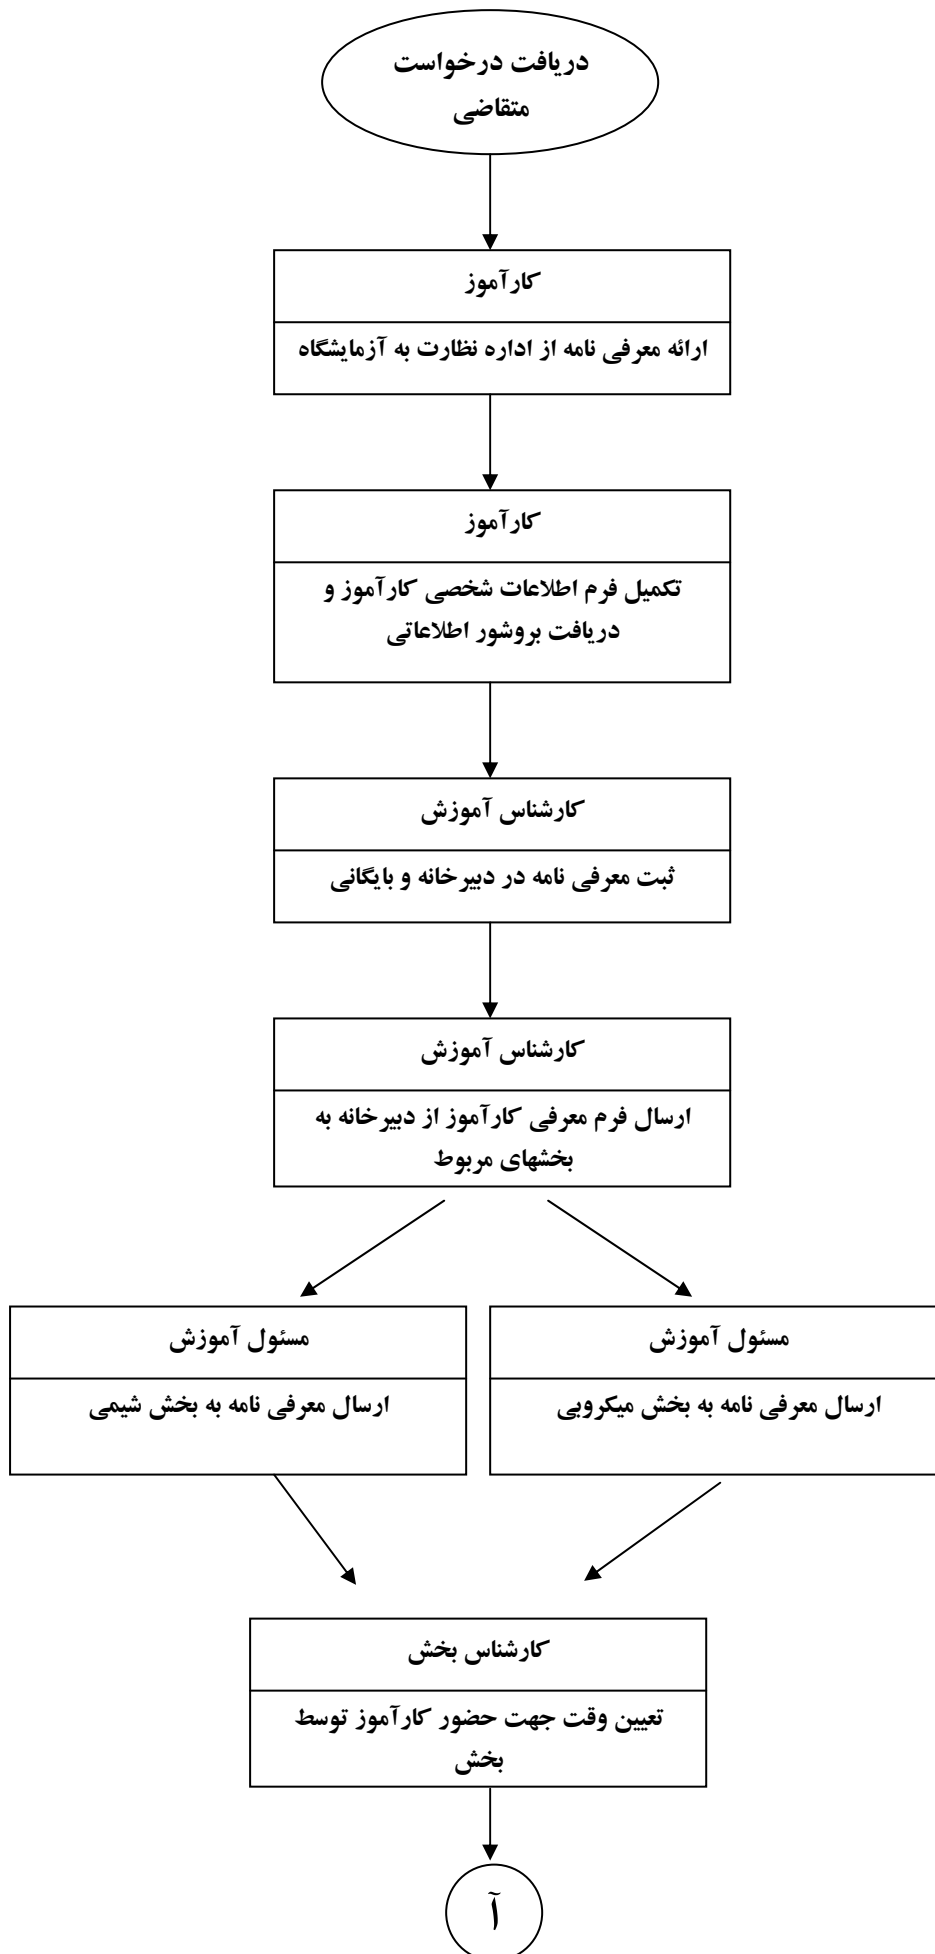 دریافت درخواست
متقاضی
کارآموز
ارائه معرفی نامه از اداره نظارت به آزمایشگاه
کارآموز
تکمیل فرم اطلاعات شخصی کارآموز و
دریافت بروشور اطلاعاتی
کارشناس آموزش
ثبت معرفی نامه در دبیرخانه و بایگانی
کارشناس آموزش
ارسال فرم معرفی کارآموز از دبیرخانه به
بخشهای مربوط
مسئول آموزش
ارسال معرفی نامه به بخش میکروبی
مسئول آموزش
ارسال معرفی نامه به بخش شیمی
کارشناس بخش
تعیین وقت جهت حضور کارآموز توسط
بخش
آ